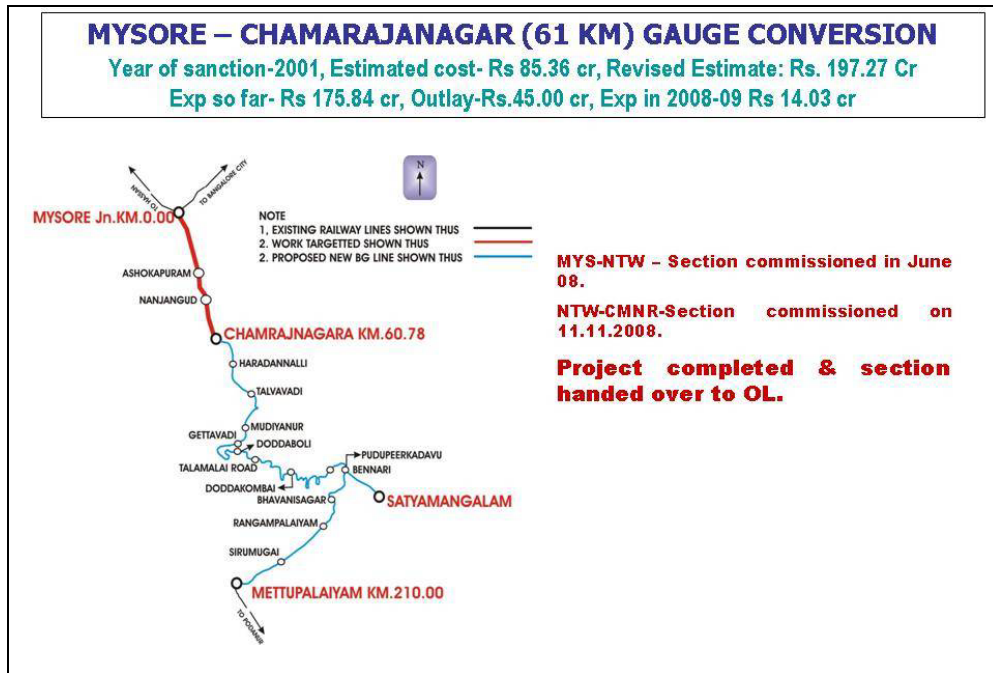 MYSORE – CHAMARAJANAGAR (61 KM) GAUGE CONVERSION
Year of sanction-2001, Estimated cost- Rs 85.36 cr, Revised Estimate: Rs. 197.27 Cr
Exp so far- Rs 175.84 cr, Outlay-Rs.45.00 cr, Exp in 2008-09 Rs 14.03 cr
TO HASSAN
TO BANGALORE CITY
N
MYSORE Jn.KM.0.00
NOTE
1, EXISTING RAILWAY LINES SHOWN THUS
2. WORK TARGETTED SHOWN THUS
2. PROPOSED NEW BG LINE SHOWN THUS
MYS-NTW – Section commissioned in June
08.
NTW-CMNR-Section commissioned on
11.11.2008.
Project completed & section
handed over to OL.
ASHOKAPURAM
NANJANGUD
CHAMRAJNAGARA KM.60.78
HARADANNALLI
TALVAVADI
MUDIYANUR
GETTAVADI
DODDABOLI
PUDUPEERKADAVU
TALAMALAI ROAD
BENNARI
DODDAKOMBAI
BHAVANISAGAR
SATYAMANGALAM
RANGAMPALAIYAM
SIRUMUGAI
METTUPALAIYAM KM.210.00
TO PODANUR